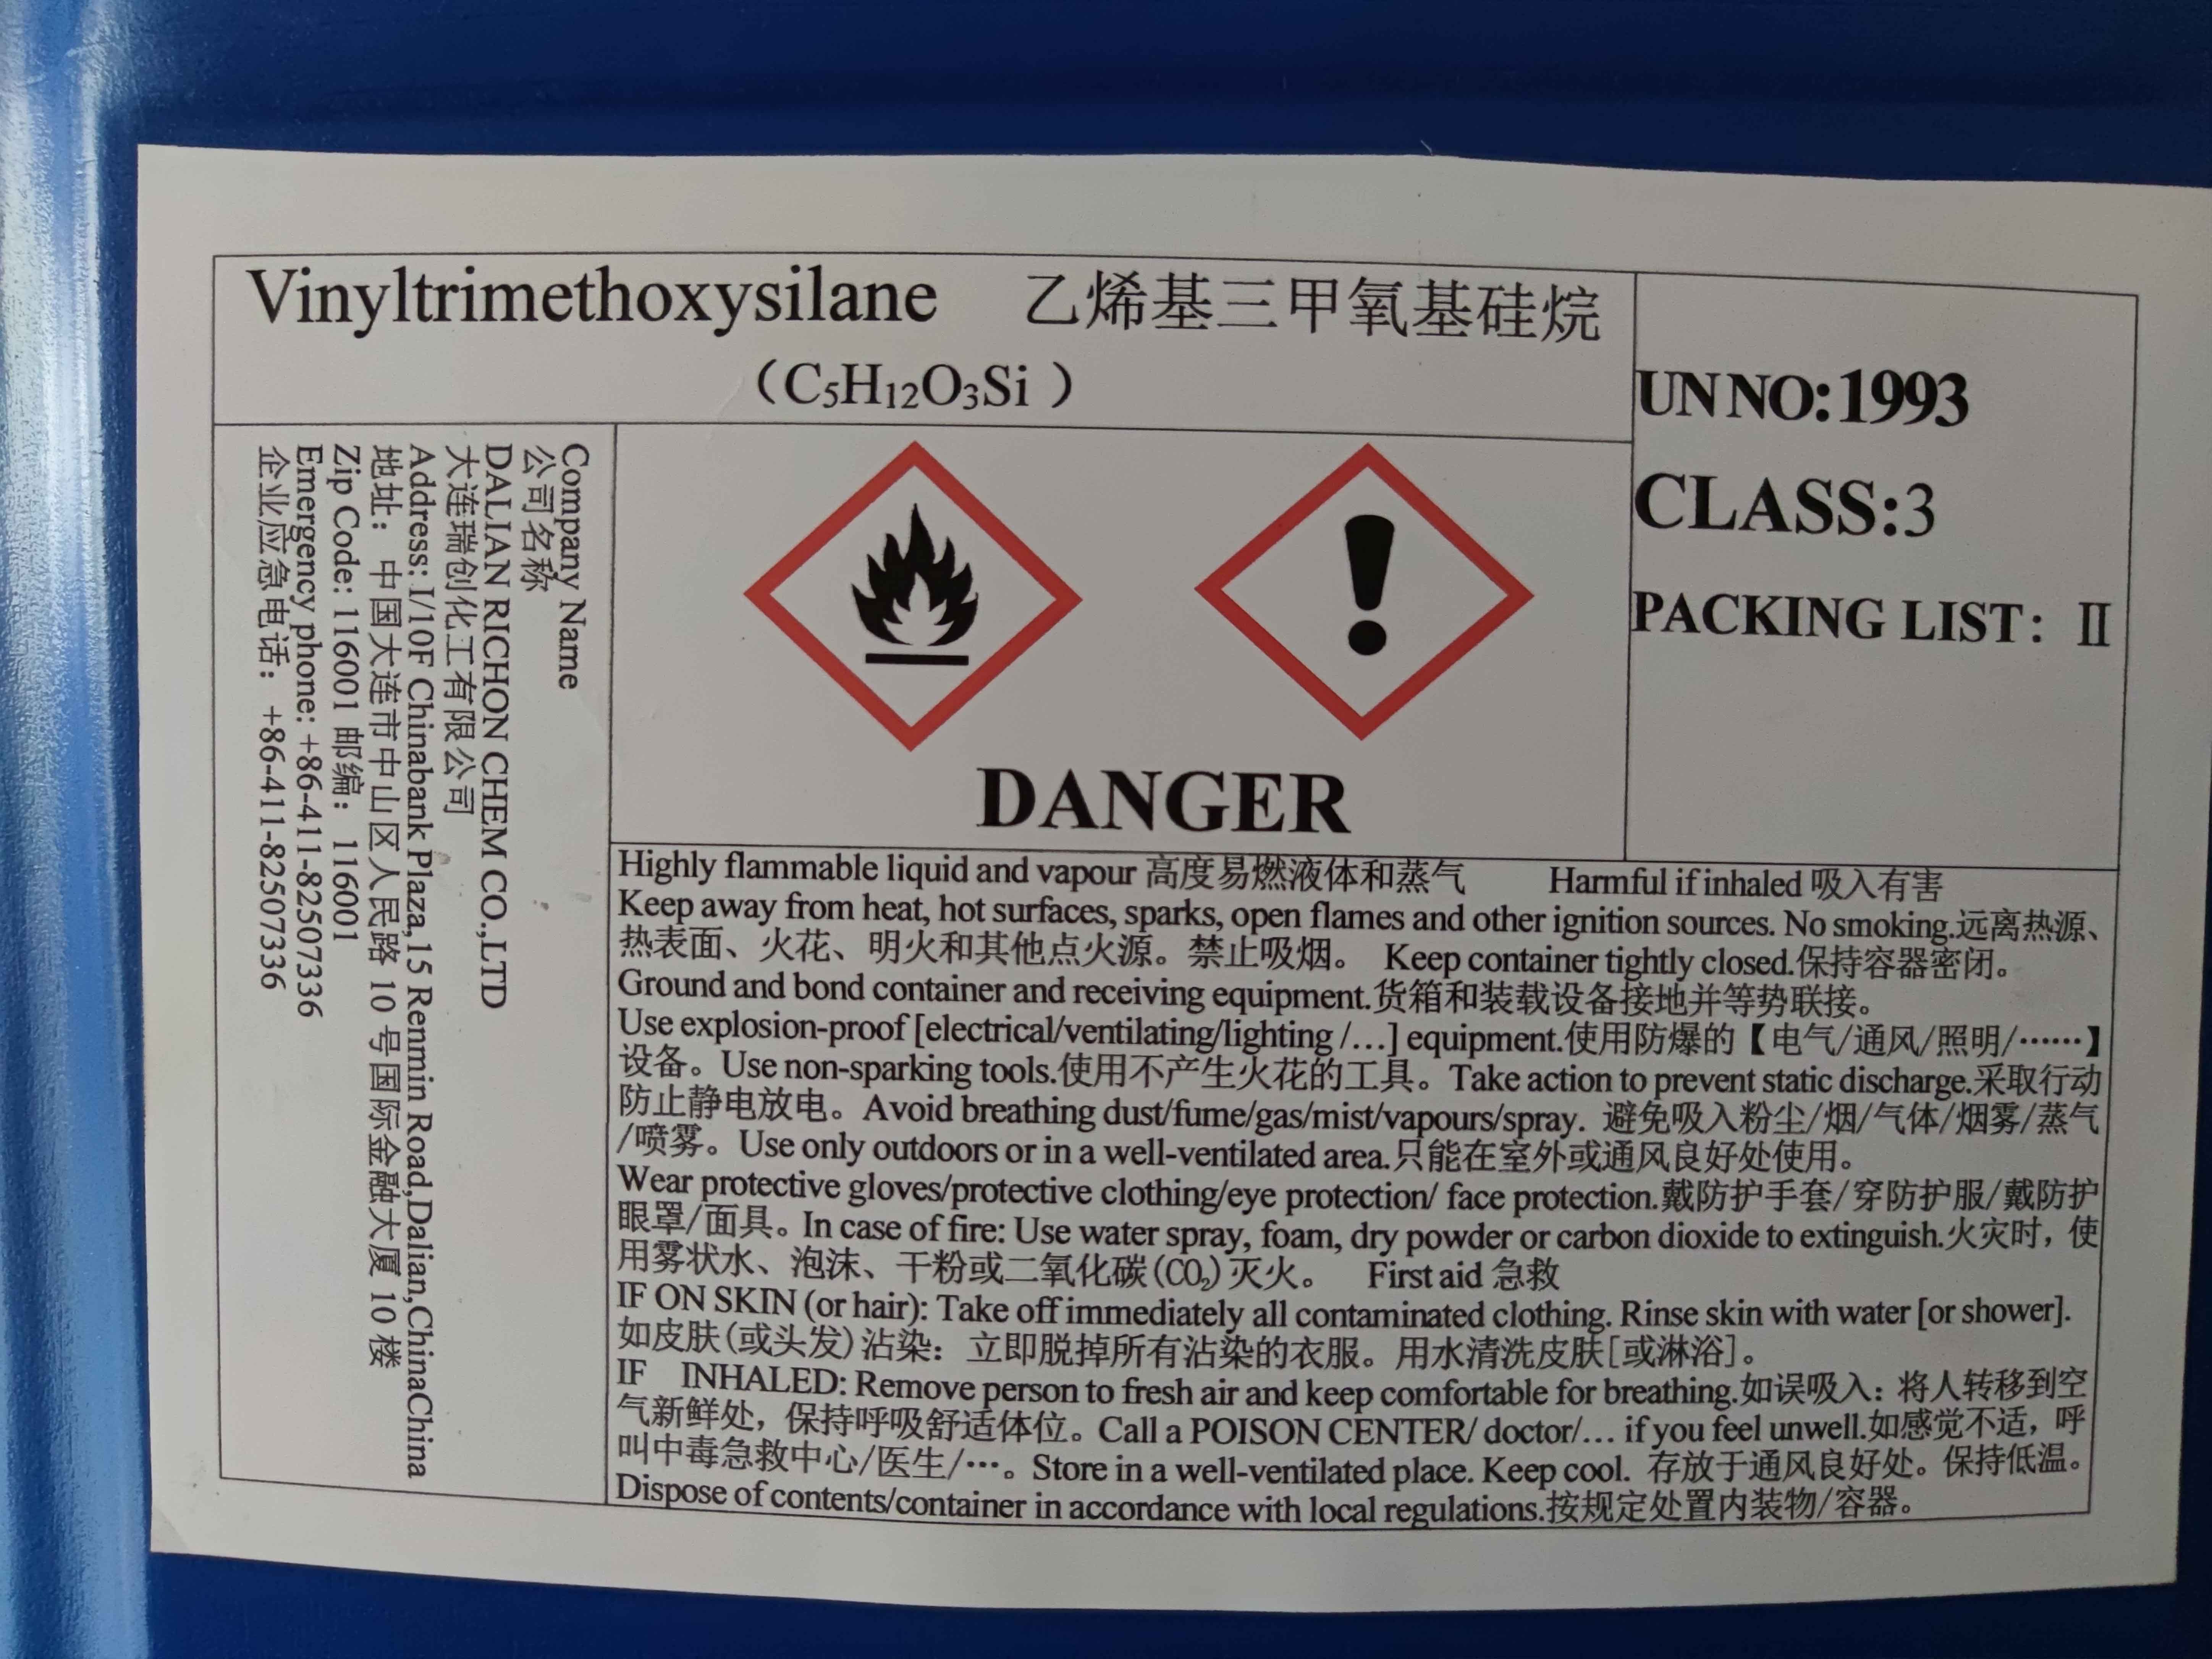 Vinyltrimethoxysilane 乙烯基三甲氧基硅烷
（C₅H₁₂O₃Si ）
UN NO:1993
CLASS:3
PACKING LIST： Ⅱ
Company Name
公司名称
DALIAN RICHON CHEM CO.,LTD
大连瑞创化工有限公司
Address: I/10F Chinabank Plaza,15 Renmin Road,Dalian,ChinaChina
地址： 中国大连市中山区人民路 10 号国际金融大厦 10 楼
Zip Code: 116001 邮编： 116001
Emergency phone: +86-411-82507336
企业应急电话： +86-411-82507336
DANGER
Highly flammable liquid and vapour 高度易燃液体和蒸气 Harmful if inhaled 吸入有害
Keep away from heat, hot surfaces, sparks, open flames and other ignition sources. No smoking.远离热源、
热表面、火花、明火和其他点火源。禁止吸烟。 Keep container tightly closed.保持容器密闭。
Ground and bond container and receiving equipment.货箱和装载设备接地并等势联接。
Use explosion-proof [electrical/ventilating/lighting /…] equipment.使用防爆的【电气/通风/照明/……】
设备。Use non-sparking tools.使用不产生火花的工具。Take action to prevent static discharge.采取行动
防止静电放电。Avoid breathing dust/fume/gas/mist/vapours/spray. 避免吸入粉尘/烟/气体/烟雾/蒸气
/喷雾。Use only outdoors or in a well-ventilated area.只能在室外或通风良好处使用。
Wear protective gloves/protective clothing/eye protection/ face protection.戴防护手套/穿防护服/戴防护
眼罩/面具。In case of fire: Use water spray, foam, dry powder or carbon dioxide to extinguish.火灾时，使
用雾状水、泡沫、干粉或二氧化碳(CO₂)灭火。 First aid 急救
IF ON SKIN (or hair): Take off immediately all contaminated clothing. Rinse skin with water [or shower].
如皮肤(或头发)沾染：立即脱掉所有沾染的衣服。用水清洗皮肤[或淋浴]。
IF INHALED: Remove person to fresh air and keep comfortable for breathing.如误吸入：将人转移到空
气新鲜处，保持呼吸舒适体位。Call a POISON CENTER/ doctor/… if you feel unwell.如感觉不适，呼
叫中毒急救中心/医生/…。Store in a well-ventilated place. Keep cool. 存放于通风良好处。保持低温。
Dispose of contents/container in accordance with local regulations.按规定处置内装物/容器。